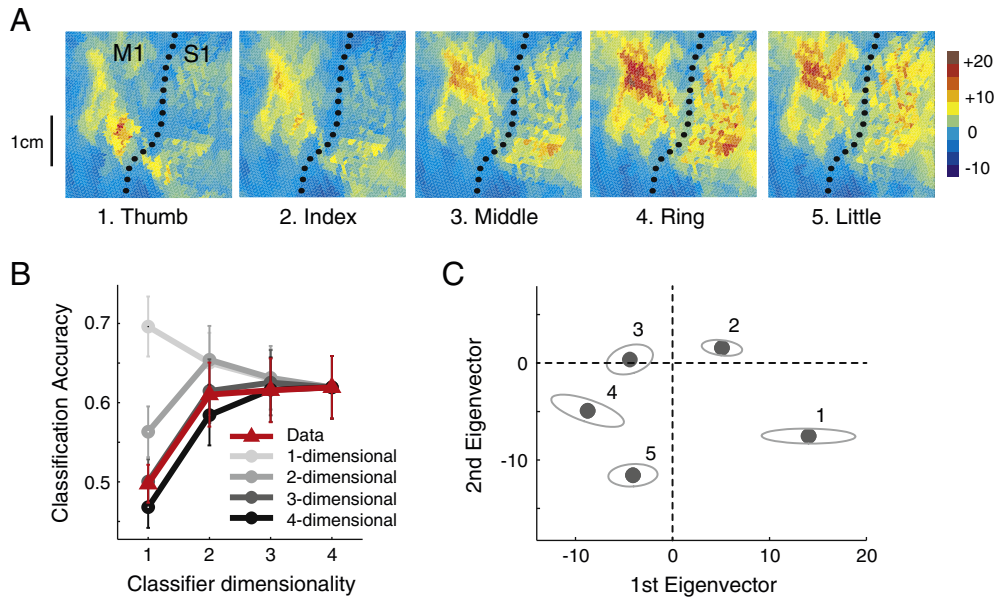 A
M1 S1
+20
+10
0
-10
1cm
1. Thumb 2. Index 3. Middle 4. Ring 5. Little
B
Classification Accuracy
0.7
0.6
0.5
Data
1-dimensional
2-dimensional
3-dimensional
4-dimensional
1 2 3 4
Classifier dimensionality
C
2nd Eigenvector
0
-10
3
2
4
1
5
-10 0 10 20
1st Eigenvector